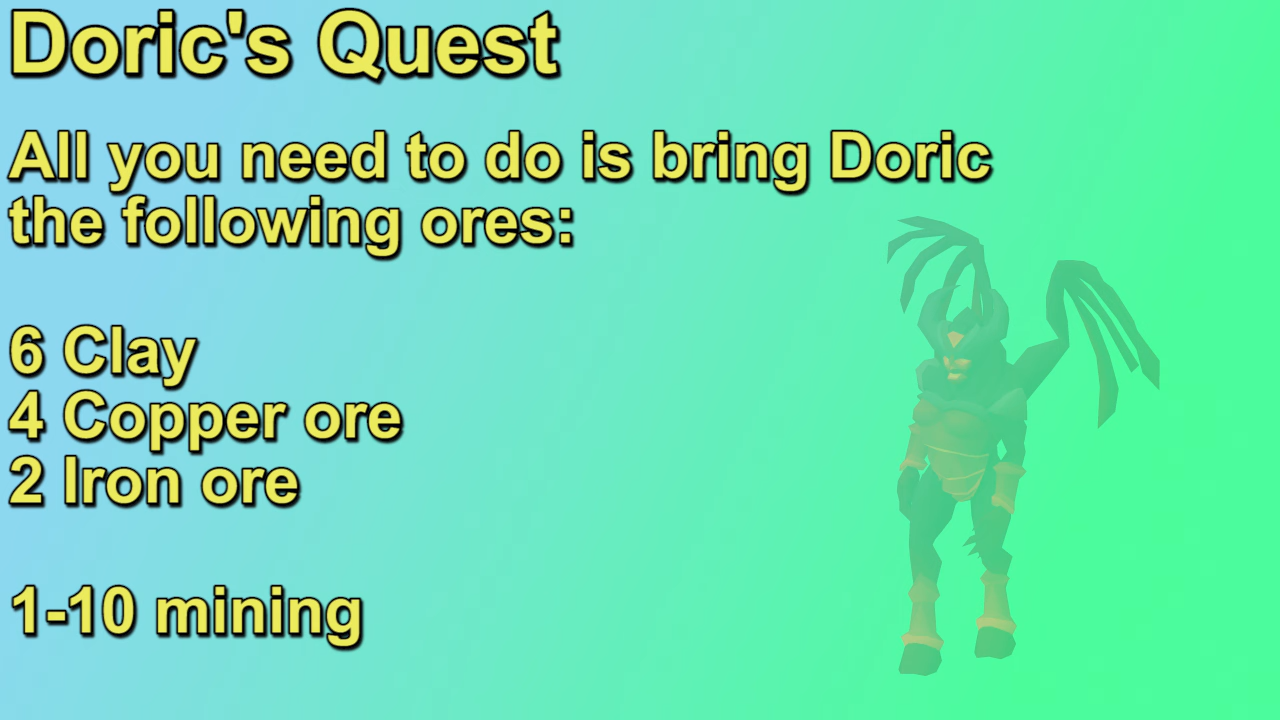 Doric's Quest
All you need to do is bring Doric
the following ores:
6 Clay
4 Copper ore
2 Iron ore
1-10 mining